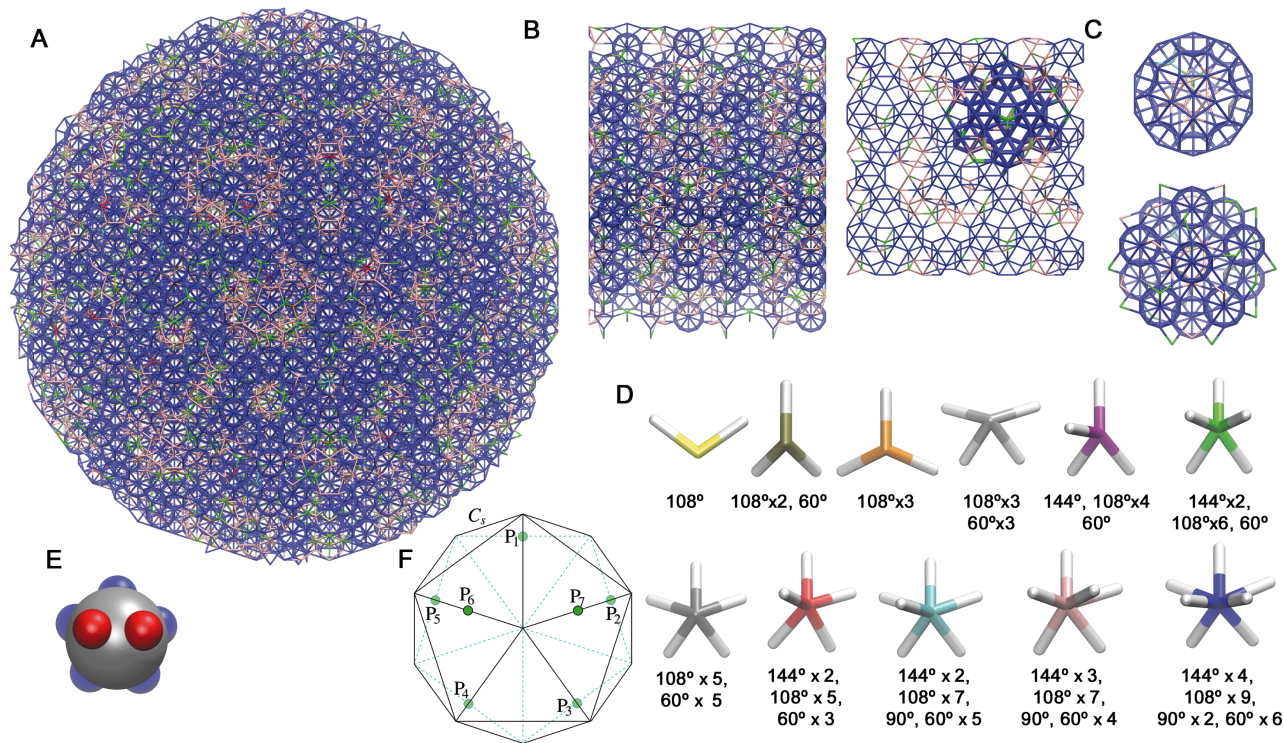 A
B
C
D
108º
108ºx2, 60º
108ºx3
108ºx3
60ºx3
144º, 108ºx4
60º
144ºx2,
108ºx6, 60º
E
F
Cs
P1
P6
P7
P5
P2
P4
P3
108º x 5,
60º x 5
144º x 2,
108º x 5,
60º x 3
144º x 2,
108º x 7,
90º, 60º x 5
144º x 3,
108º x 7,
90º, 60º x 4
144º x 4,
108º x 9,
90º x 2, 60º x 6